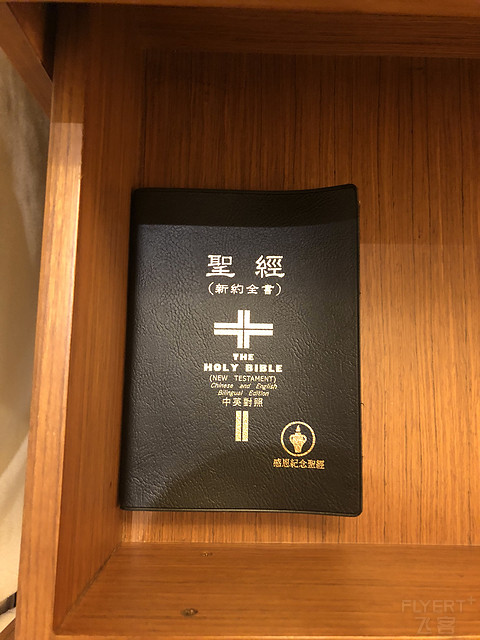 聖 經
(新約全書)
THE
HOLY BIBLE
(NEW TESTAMENT)
Chinese and English
Bilingual Edition
中英對照
感恩紀念聖經
FLYERT+
飞客